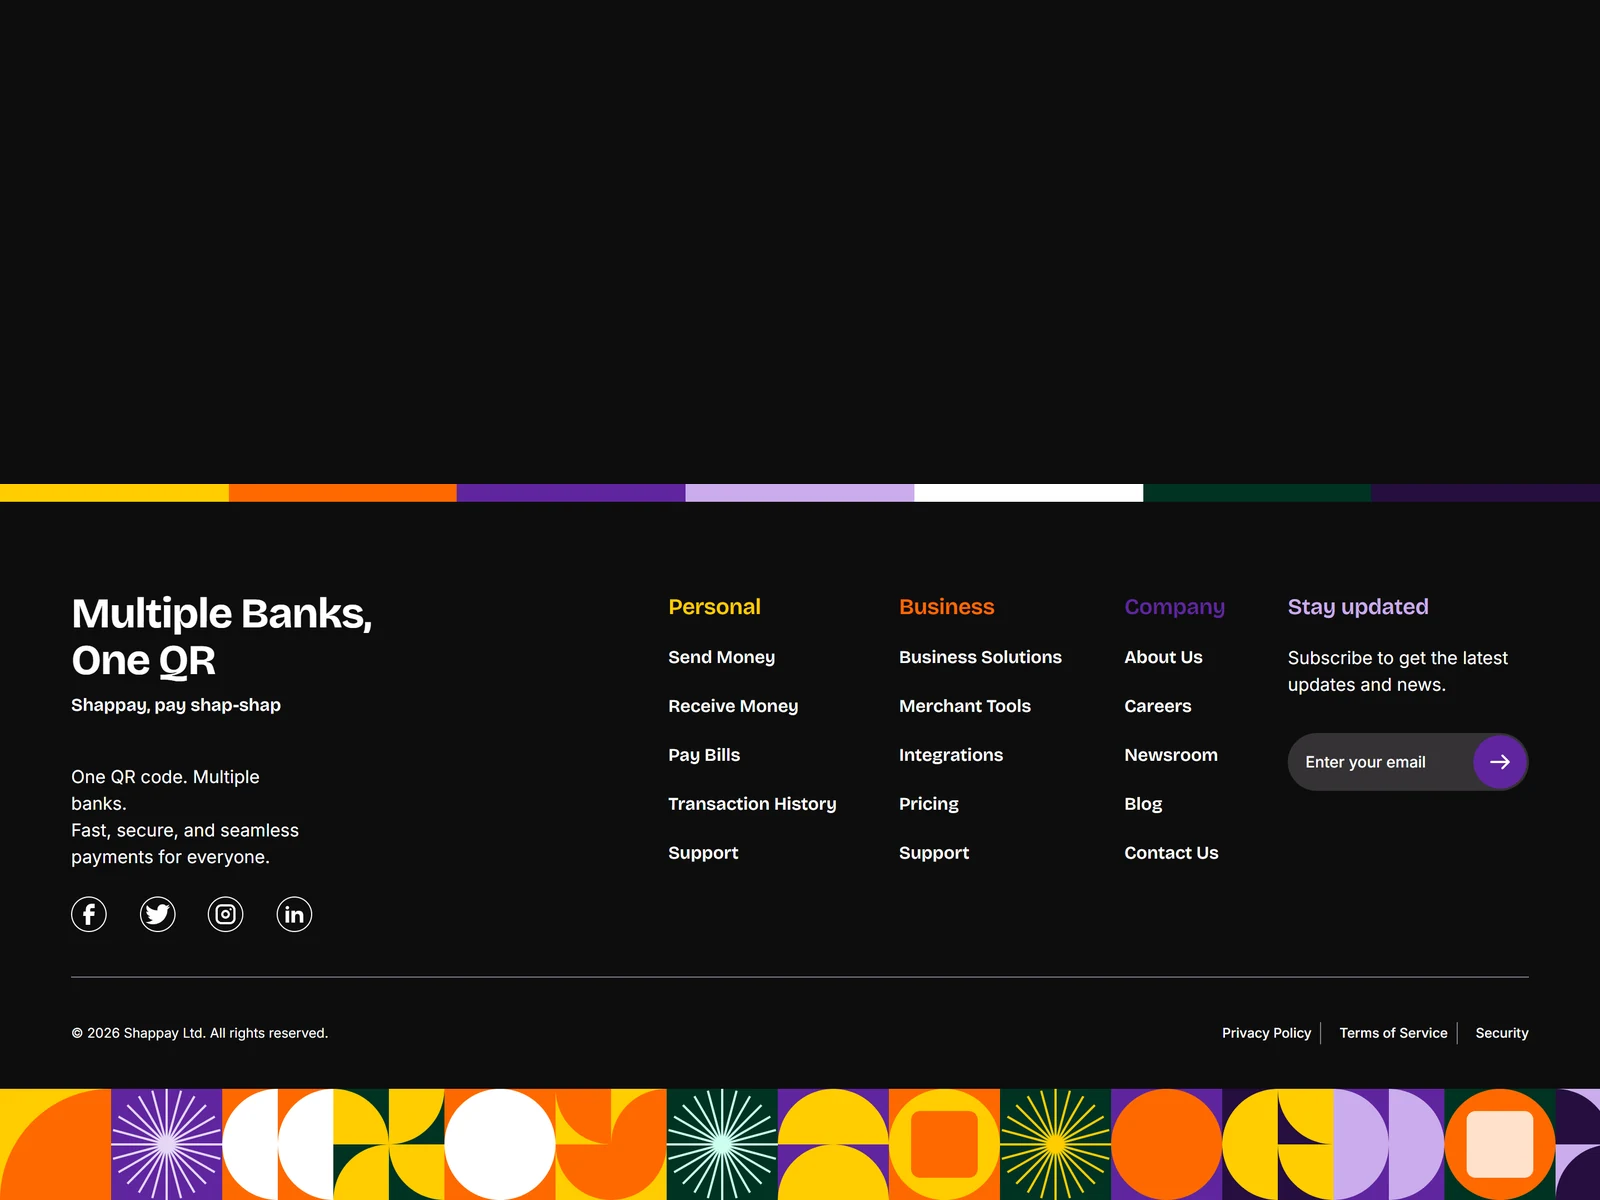 Multiple Banks,
One QR
Shappay, pay shap-shap
One QR code. Multiple
banks.
Fast, secure, and seamless
payments for everyone.
Personal
Send Money
Receive Money
Pay Bills
Transaction History
Support
Business
Business Solutions
Merchant Tools
Integrations
Pricing
Support
Company
About Us
Careers
Newsroom
Blog
Contact Us
Stay updated
Subscribe to get the latest
updates and news.
Enter your email
© 2026 Shappay Ltd. All rights reserved.
Privacy Policy
Terms of Service
Security